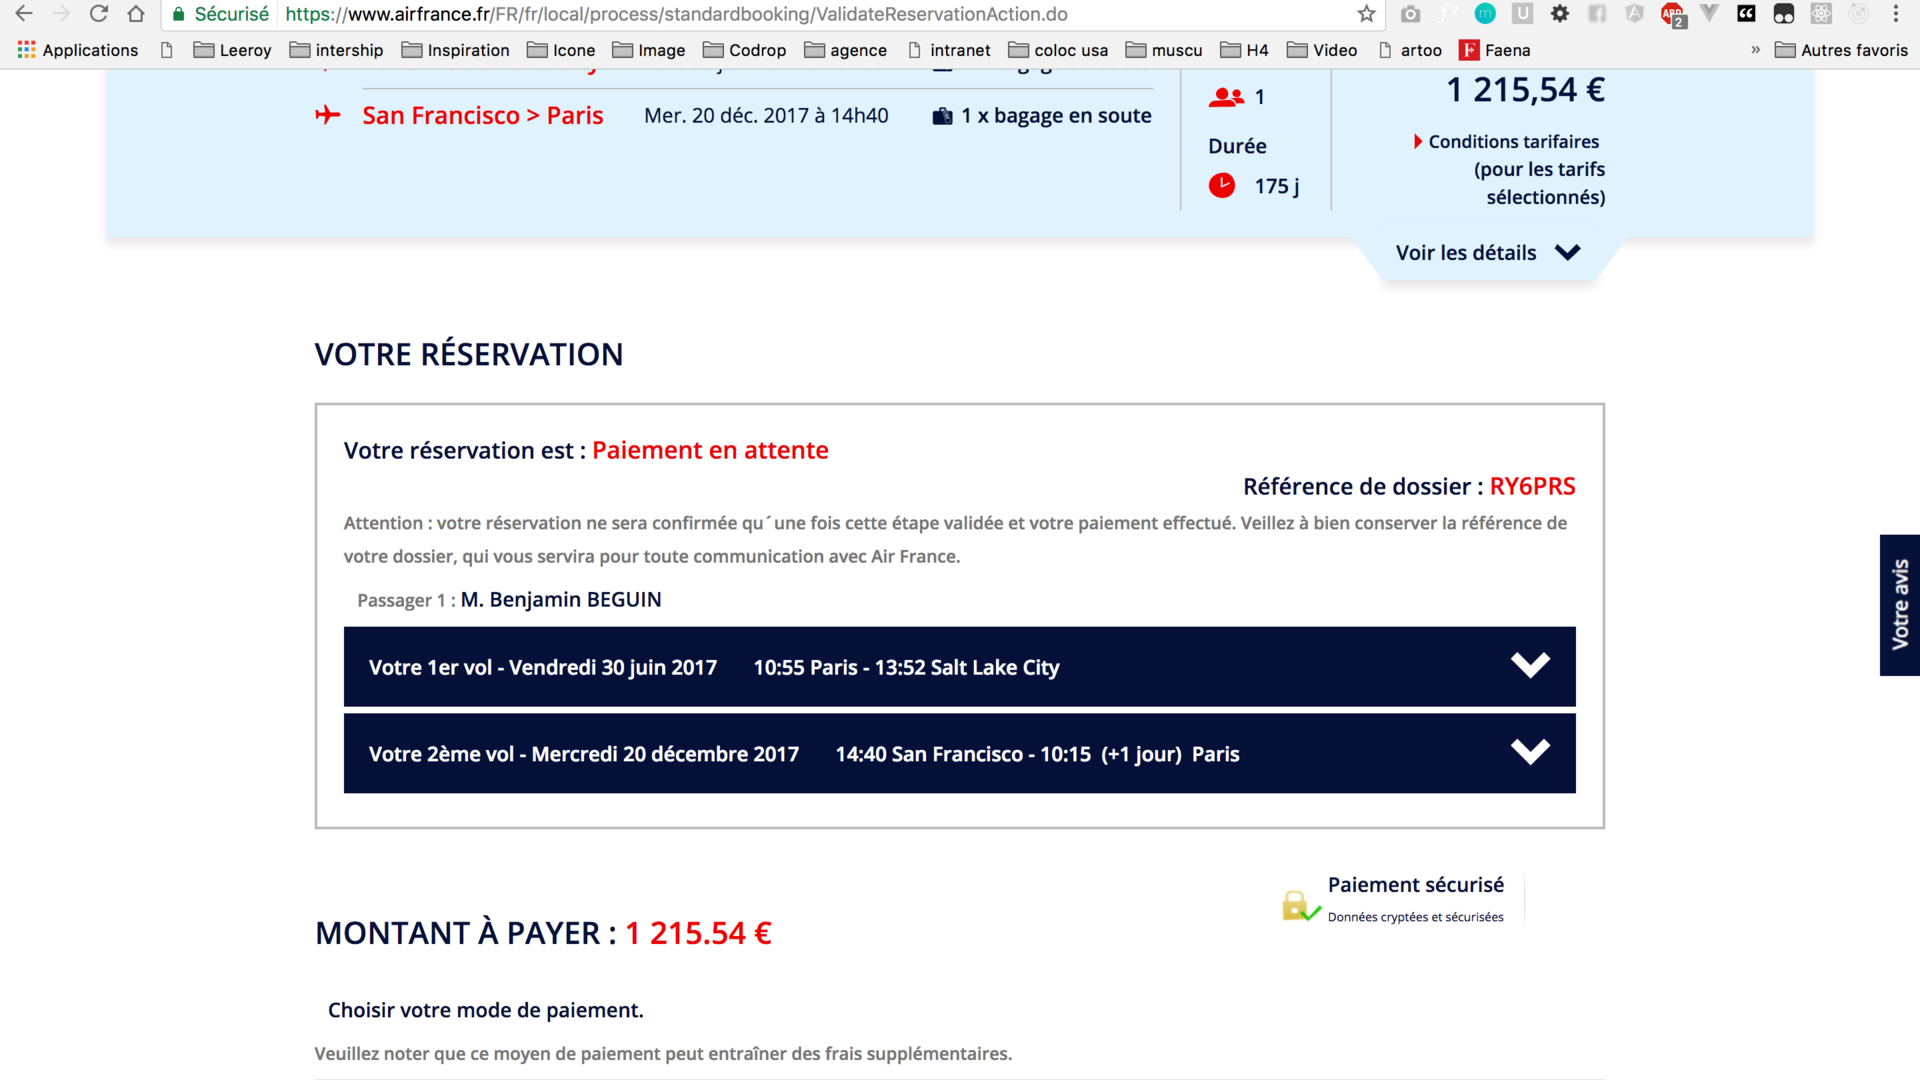 Sécurisé https://www.airfrance.fr/FR/fr/local/process/standardbooking/ValidateReservationAction.do
Applications Leeroy intership Inspiration Icone Image Codrop agence intranet coloc usa muscu H4 Video artoo Faena » Autres favoris
San Francisco > Paris Mer. 20 déc. 2017 à 14h40 1 x bagage en soute
1
Durée
175 j
1 215,54 €
Conditions tarifaires
(pour les tarifs
sélectionnés)
Voir les détails
VOTRE RÉSERVATION
Votre réservation est : Paiement en attente
Référence de dossier : RY6PRS
Attention : votre réservation ne sera confirmée qu´une fois cette étape validée et votre paiement effectué. Veillez à bien conserver la référence de
votre dossier, qui vous servira pour toute communication avec Air France.
Passager 1 : M. Benjamin BEGUIN
Votre 1er vol - Vendredi 30 juin 2017 10:55 Paris - 13:52 Salt Lake City
Votre 2ème vol - Mercredi 20 décembre 2017 14:40 San Francisco - 10:15 (+1 jour) Paris
Votre avis
Paiement sécurisé
Données cryptées et sécurisées
MONTANT À PAYER : 1 215.54 €
Choisir votre mode de paiement.
Veuillez noter que ce moyen de paiement peut entraîner des frais supplémentaires.